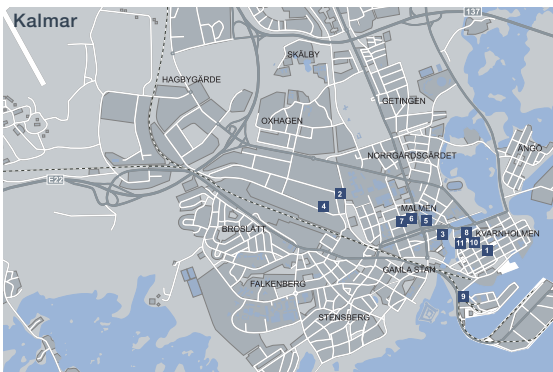 Kalmar
137
SKÄLBY
HAGBYGÄRDE
GETINGEN
OXHAGEN
NORRGÅRDSGÄRDET
ÄNGÖ
E22
2
4
MALMEN
7 6 5
BROSLÄTT
3
8
KVARNHOLMEN
11 10
1
GAMLA STAN
FALKENBERG
9
STENSBERG